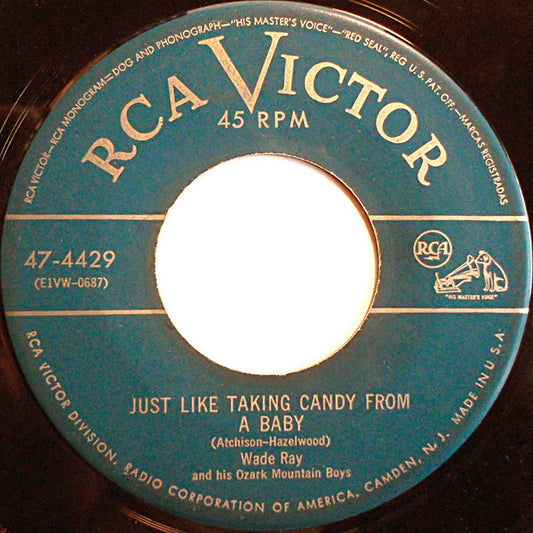 RCA VICTOR—RCA MONOGRAM—DOG AND PHONOGRAPH—"HIS MASTER'S VOICE"—"RED SEAL", REG. U. S. PAT. OFF.—MARCAS REGISTRADAS
RCA VICTOR
45 RPM
47-4429
(E1VW-0687)
RCA
"HIS MASTER'S VOICE"
JUST LIKE TAKING CANDY FROM
A BABY
(Atchison-Hazelwood)
Wade Ray
and his Ozark Mountain Boys
RCA VICTOR DIVISION, RADIO CORPORATION OF AMERICA, CAMDEN, N. J. MADE IN U. S. A.